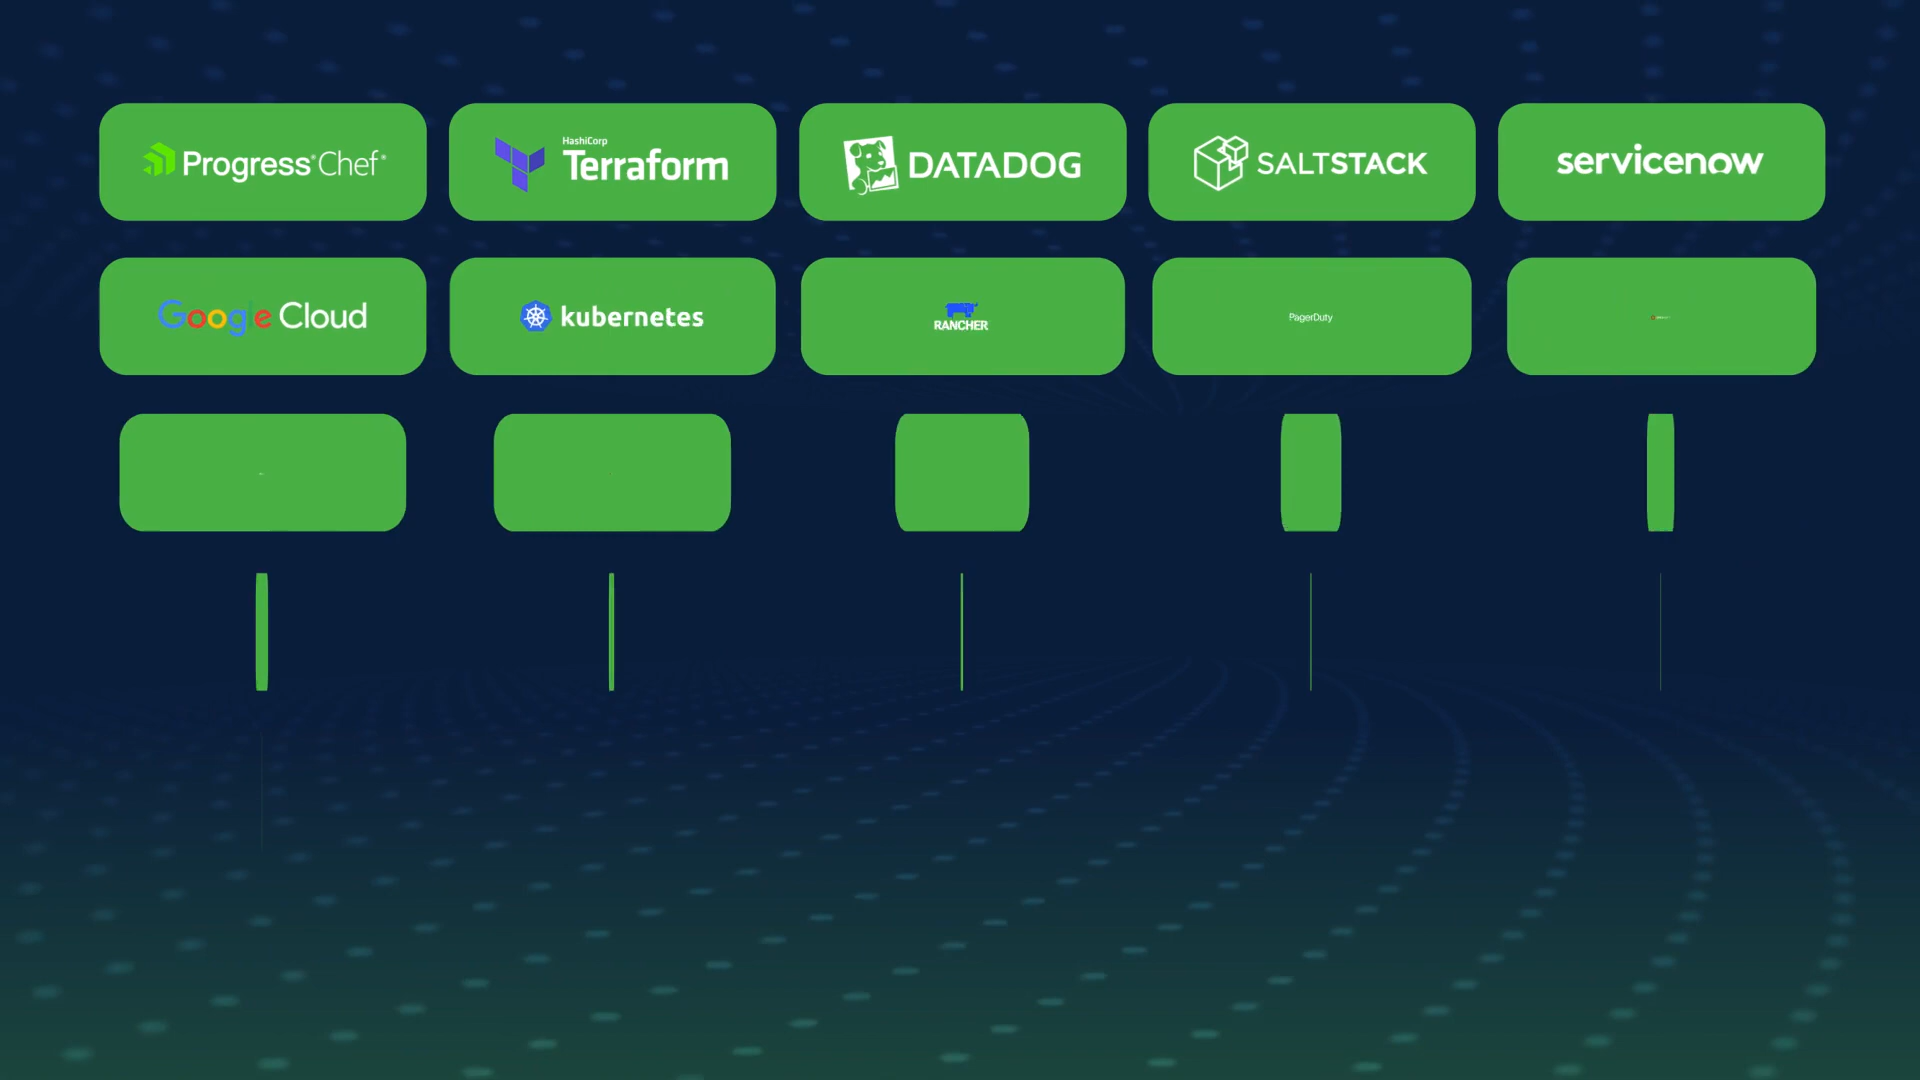 Progress® Chef®
HashiCorp
Terraform
DATADOG
SALTSTACK
servicenow
Google Cloud
kubernetes
RANCHER
PagerDuty